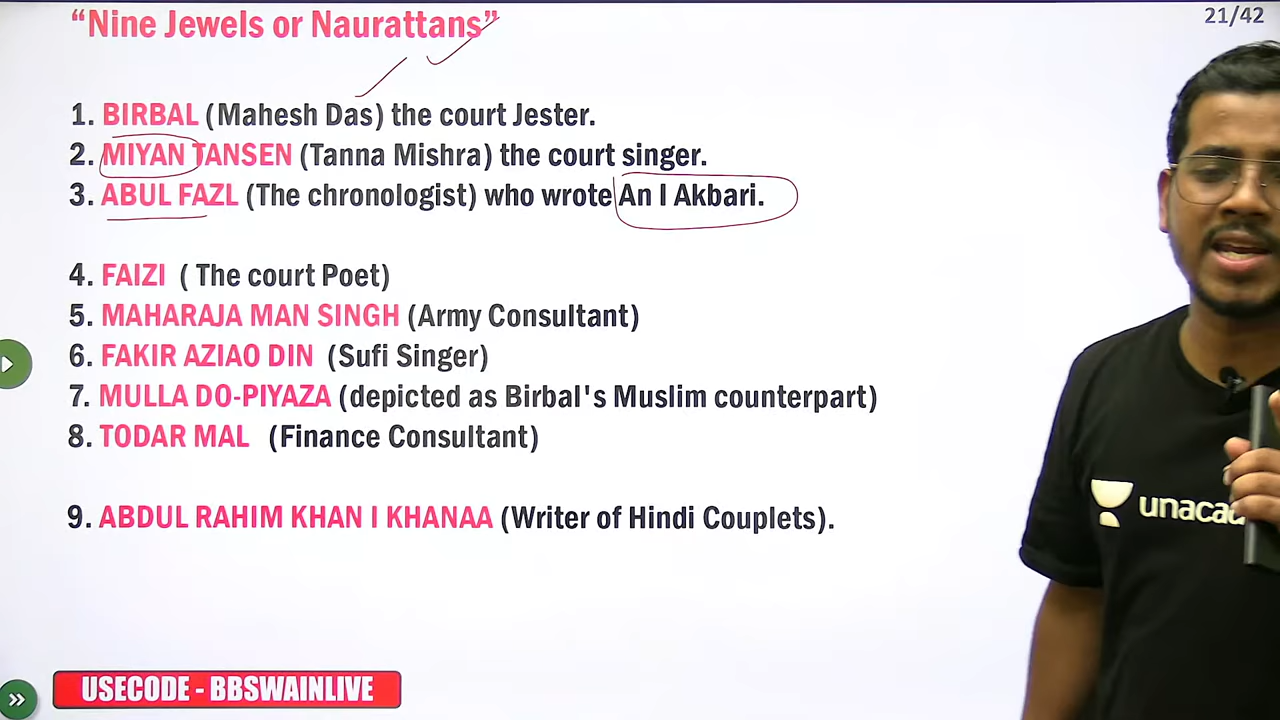 “Nine Jewels or Naurattans”
21/42
1. BIRBAL (Mahesh Das) the court Jester.
2. MIYAN TANSEN (Tanna Mishra) the court singer.
3. ABUL FAZL (The chronologist) who wrote An I Akbari.
4. FAIZI ( The court Poet)
5. MAHARAJA MAN SINGH (Army Consultant)
6. FAKIR AZIAO DIN (Sufi Singer)
7. MULLA DO-PIYAZA (depicted as Birbal's Muslim counterpart)
8. TODAR MAL (Finance Consultant)
9. ABDUL RAHIM KHAN I KHANAA (Writer of Hindi Couplets).
USECODE - BBSWAINLIVE